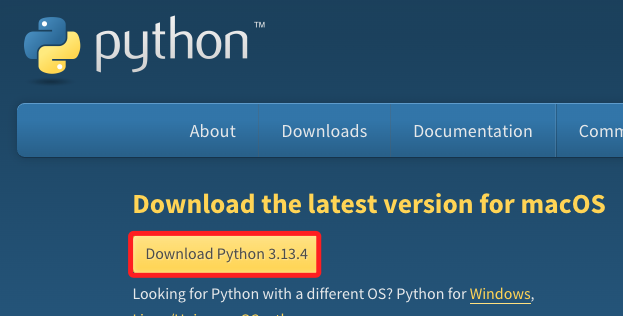 python™
About Downloads Documentation Comm
Download the latest version for macOS
Download Python 3.13.4
Looking for Python with a different OS? Python for Windows,